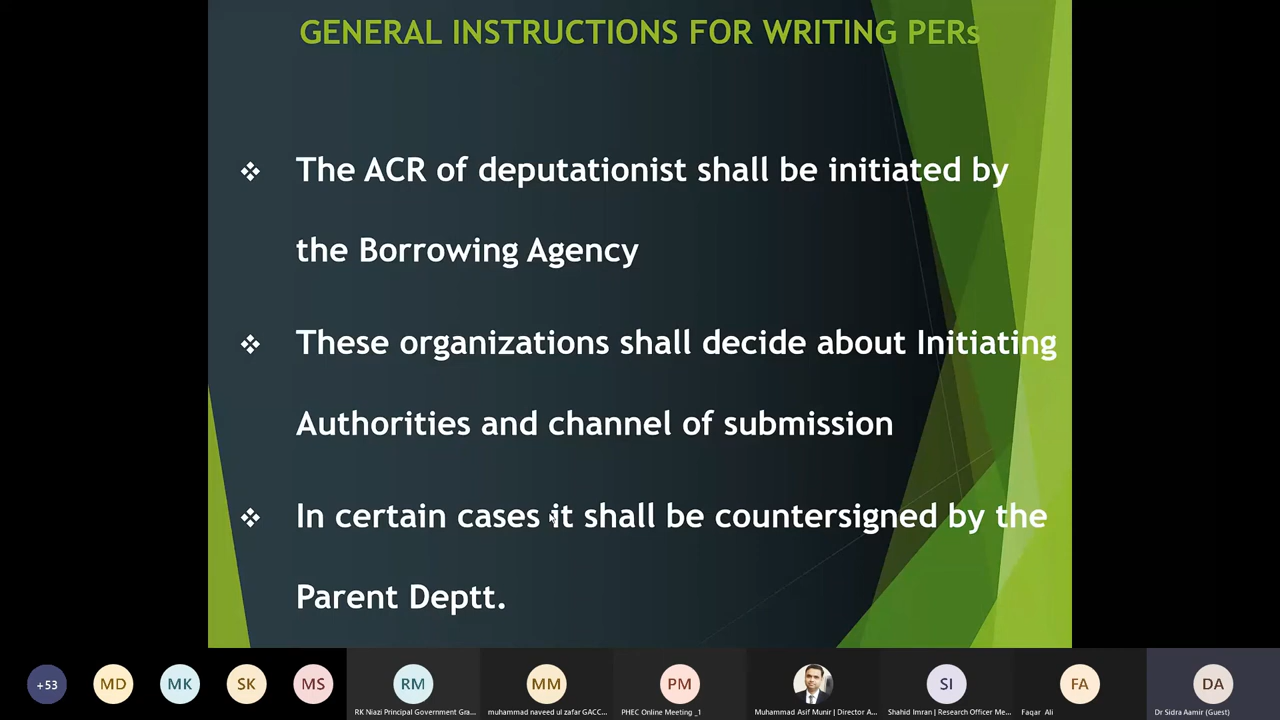 GENERAL INSTRUCTIONS FOR WRITING PERs
❖ The ACR of deputationist shall be initiated by
the Borrowing Agency
❖ These organizations shall decide about Initiating
Authorities and channel of submission
❖ In certain cases it shall be countersigned by the
Parent Deptt.
+53 MD MK SK MS RM MM PM SI FA DA
RK Niazi Principal Government Gra... muhammad naveed ul zafar GACC... PHEC Online Meeting _1 Muhammad Asif Munir | Director A... Shahid Imran | Research Officer Me... Faqar Ali Dr Sidra Aamir (Guest)